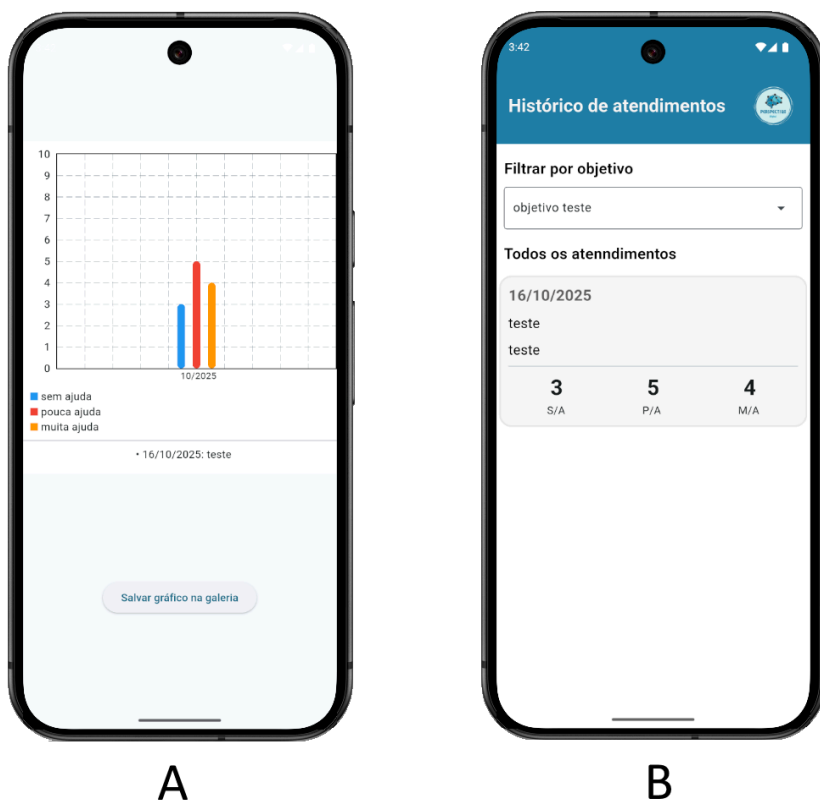 10
9
8
7
6
5
4
3
2
1
0
10/2025
sem ajuda
pouca ajuda
muita ajuda
• 16/10/2025: teste
Salvar gráfico na galeria
A
3:42
Histórico de atendimentos
Filtrar por objetivo
objetivo teste
Todos os atenndimentos
16/10/2025
teste
teste
3 5 4
S/A P/A M/A
B